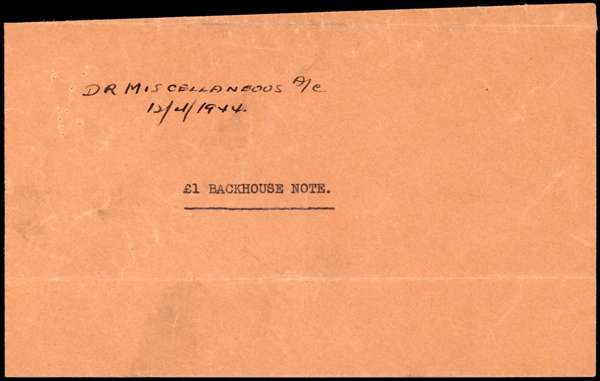 DR MISCELLANEOUS A/c
12/4/1944.
£1 BACKHOUSE NOTE.